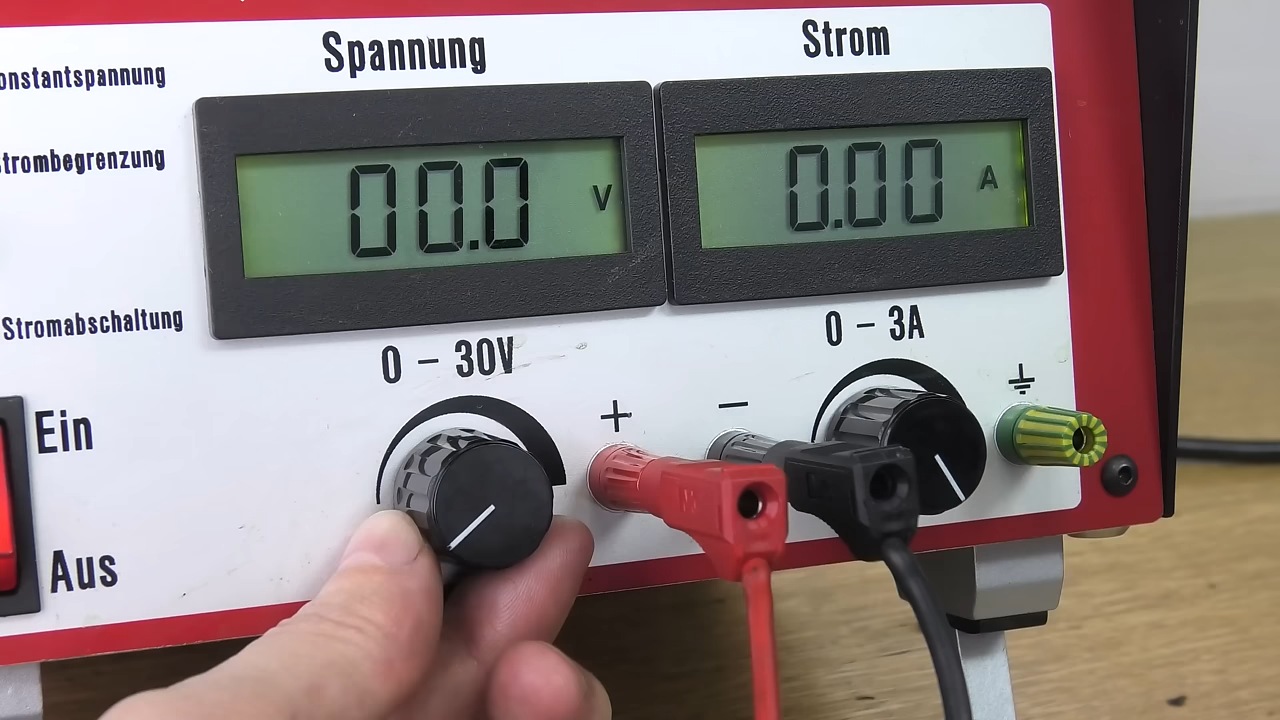 Spannung
Strom
onstantspannung
trombegrenzung
00.0 V
0.00 A
Stromabschaltung
0 – 30V
0 – 3A
+
−
Ein
Aus